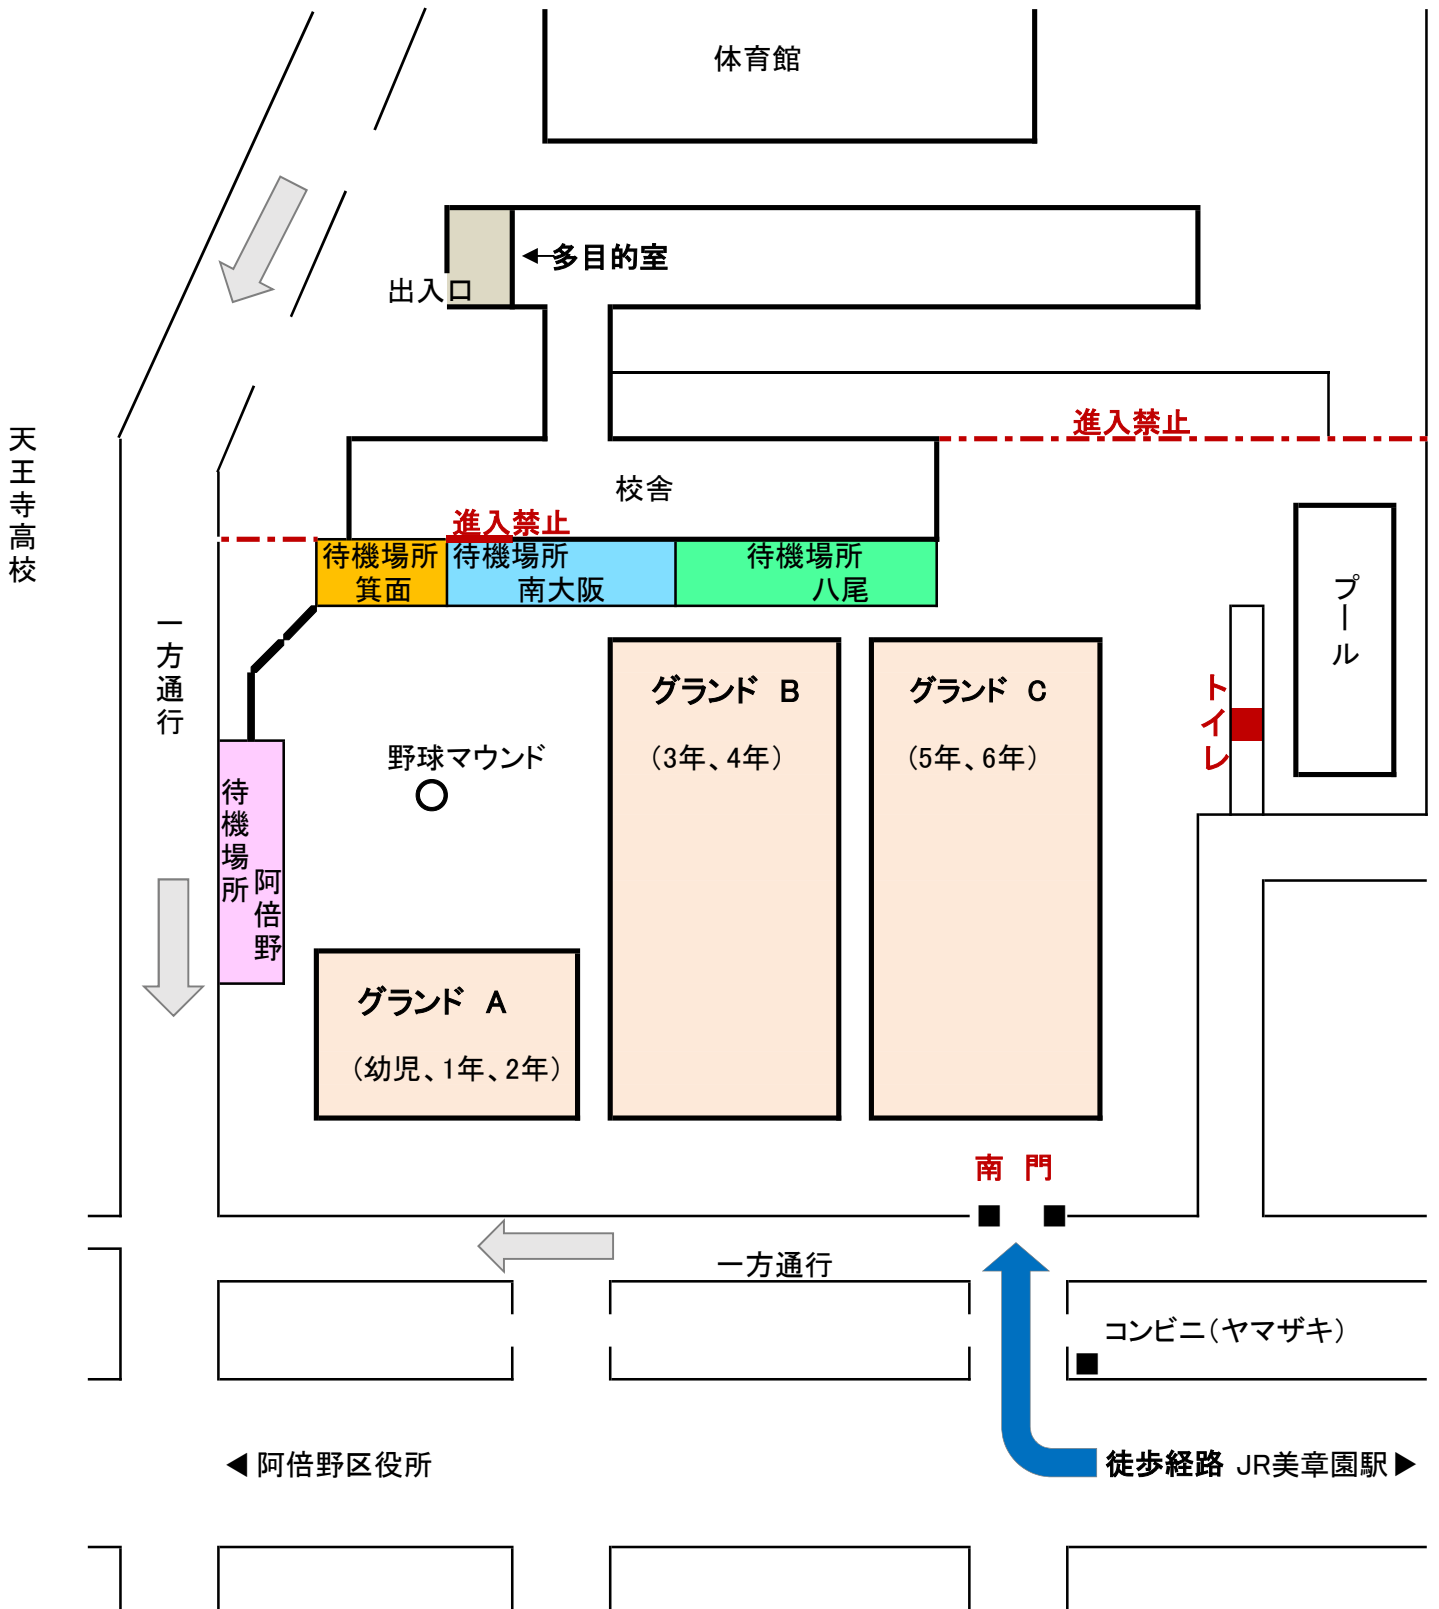 体育館
多目的室
出入口
進入禁止
天王寺高校
校舎
進入禁止
待機場所
箕面
待機場所
南大阪
待機場所
八尾
プール
一方通行
グランド B
(3年、4年)
グランド C
(5年、6年)
トイレ
野球マウンド
待機場所
阿倍野
グランド A
(幼児、1年、2年)
南 門
一方通行
コンビニ(ヤマザキ)
◀ 阿倍野区役所
徒歩経路 JR美章園駅 ▶